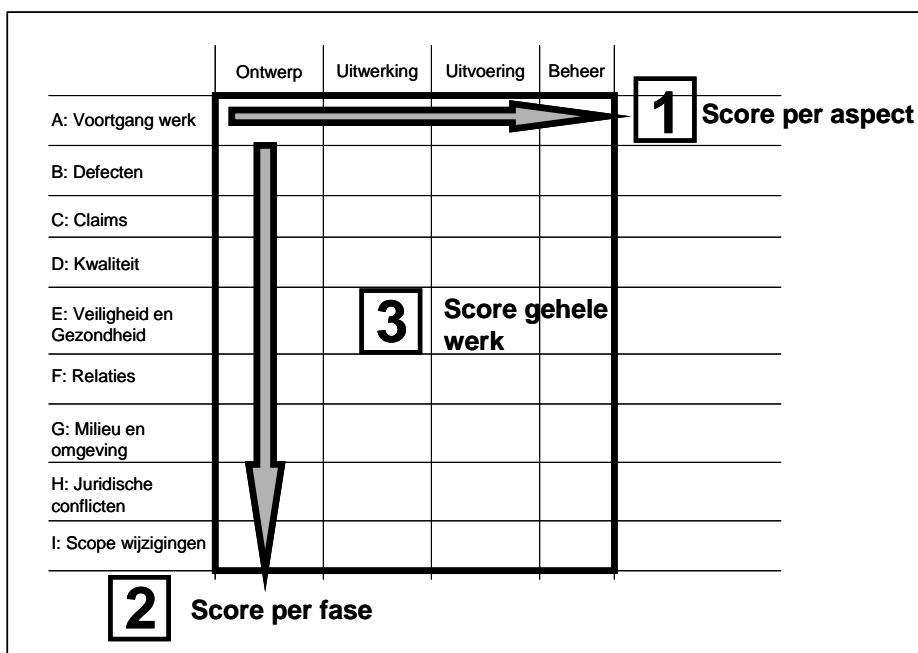 Ontwerp Uitwerking Uitvoering Beheer
A: Voortgang werk
1 Score per aspect
B: Defecten
C: Claims
D: Kwaliteit
E: Veiligheid en
Gezondheid
3 Score gehele
werk
F: Relaties
G: Milieu en
omgeving
H: Juridische
conflicten
I: Scope wijzigingen
2 Score per fase